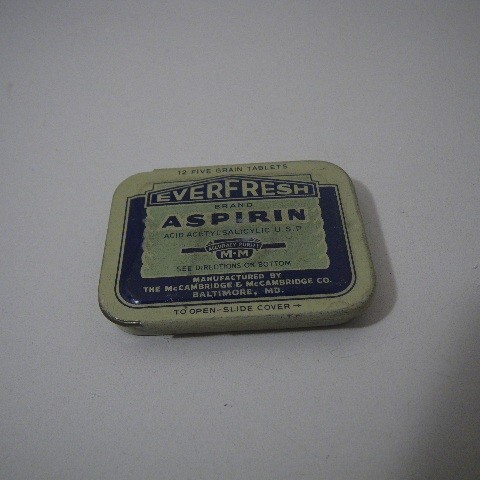 12 FIVE GRAIN TABLETS
EVERFRESH
BRAND
ASPIRIN
ACID ACETYLSALICYLIC U.S.P.
ACCURACY PURITY
M-M
SEE DIRECTIONS ON BOTTOM
MANUFACTURED BY
THE McCAMBRIDGE & McCAMBRIDGE CO.
BALTIMORE, MD.
TO OPEN-SLIDE COVER→